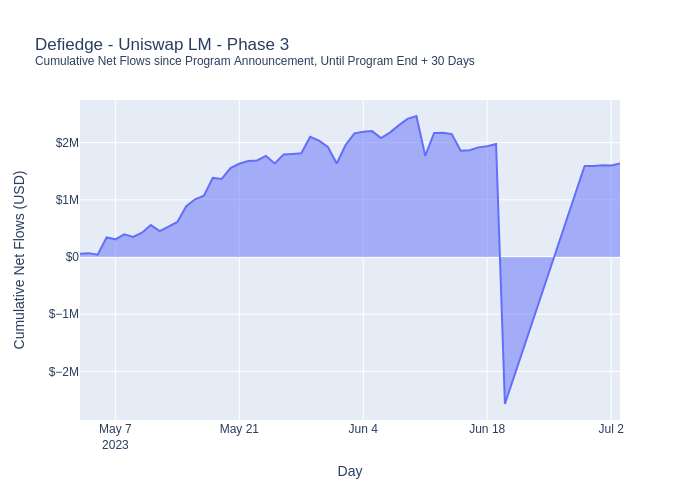 Defiedge - Uniswap LM - Phase 3
Cumulative Net Flows since Program Announcement, Until Program End + 30 Days
Cumulative Net Flows (USD)
$2M
$1M
$0
$−1M
$−2M
May 7
2023
May 21
Jun 4
Jun 18
Jul 2
Day